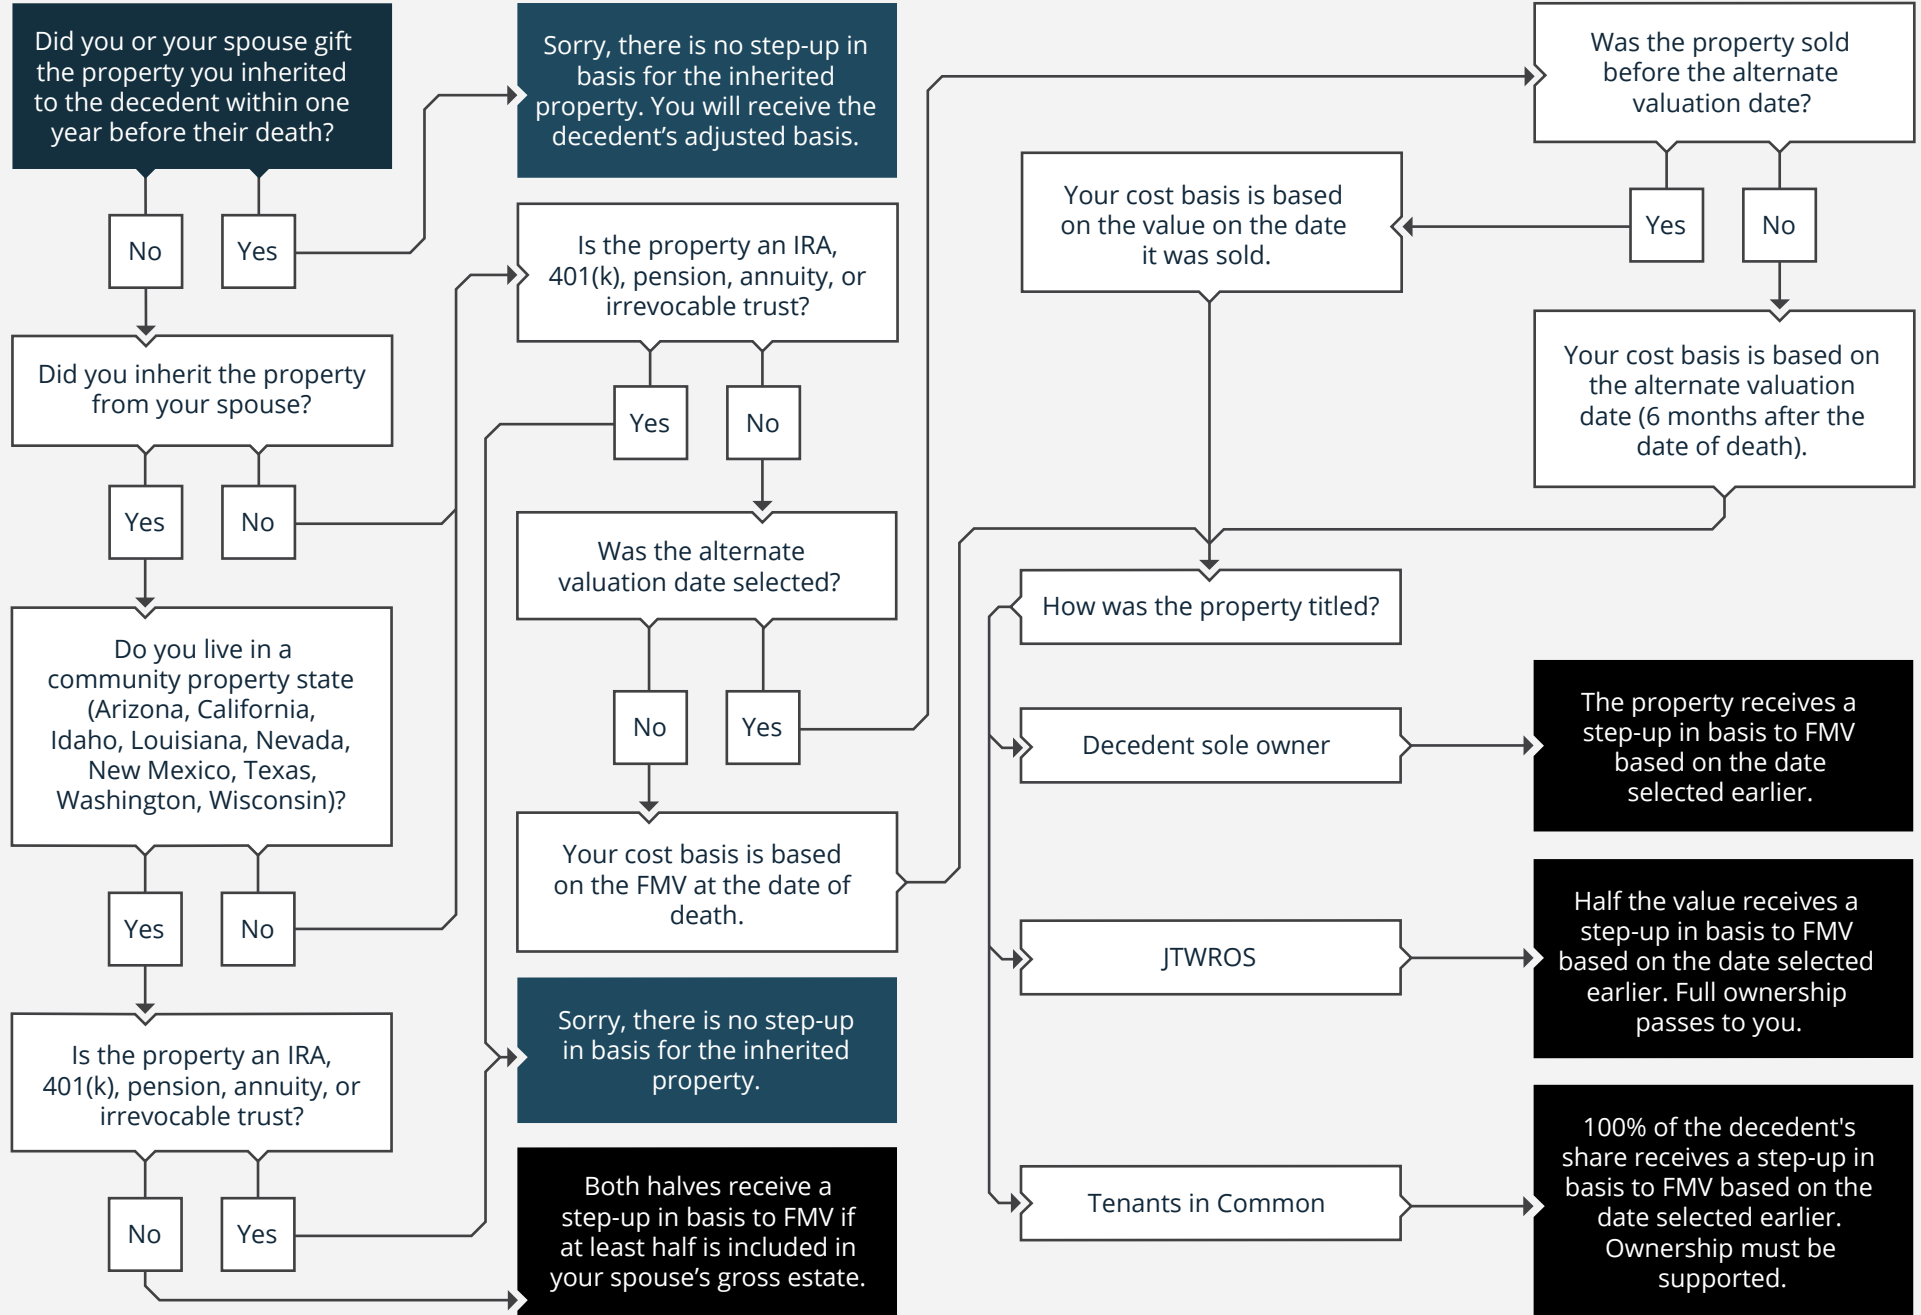 Did you or your spouse gift
the property you inherited
to the decedent within one
year before their death?
No
Yes
Did you inherit the property
from your spouse?
Yes
No
Do you live in a
community property state
(Arizona, California,
Idaho, Louisiana, Nevada,
New Mexico, Texas,
Washington, Wisconsin)?
Yes
No
Is the property an IRA,
401(k), pension, annuity, or
irrevocable trust?
No
Yes
Sorry, there is no step-up in
basis for the inherited
property. You will receive the
decedent’s adjusted basis.
Is the property an IRA,
401(k), pension, annuity, or
irrevocable trust?
Yes
No
Was the alternate
valuation date selected?
No
Yes
Your cost basis is based
on the FMV at the date of
death.
Sorry, there is no step-up
in basis for the inherited
property.
Both halves receive a
step-up in basis to FMV if
at least half is included in
your spouse’s gross estate.
Was the property sold
before the alternate
valuation date?
Yes
No
Your cost basis is based
on the value on the date
it was sold.
Your cost basis is based on
the alternate valuation
date (6 months after the
date of death).
How was the property titled?
Decedent sole owner
The property receives a
step-up in basis to FMV
based on the date
selected earlier.
JTWROS
Half the value receives a
step-up in basis to FMV
based on the date selected
earlier. Full ownership
passes to you.
Tenants in Common
100% of the decedent's
share receives a step-up in
basis to FMV based on the
date selected earlier.
Ownership must be
supported.